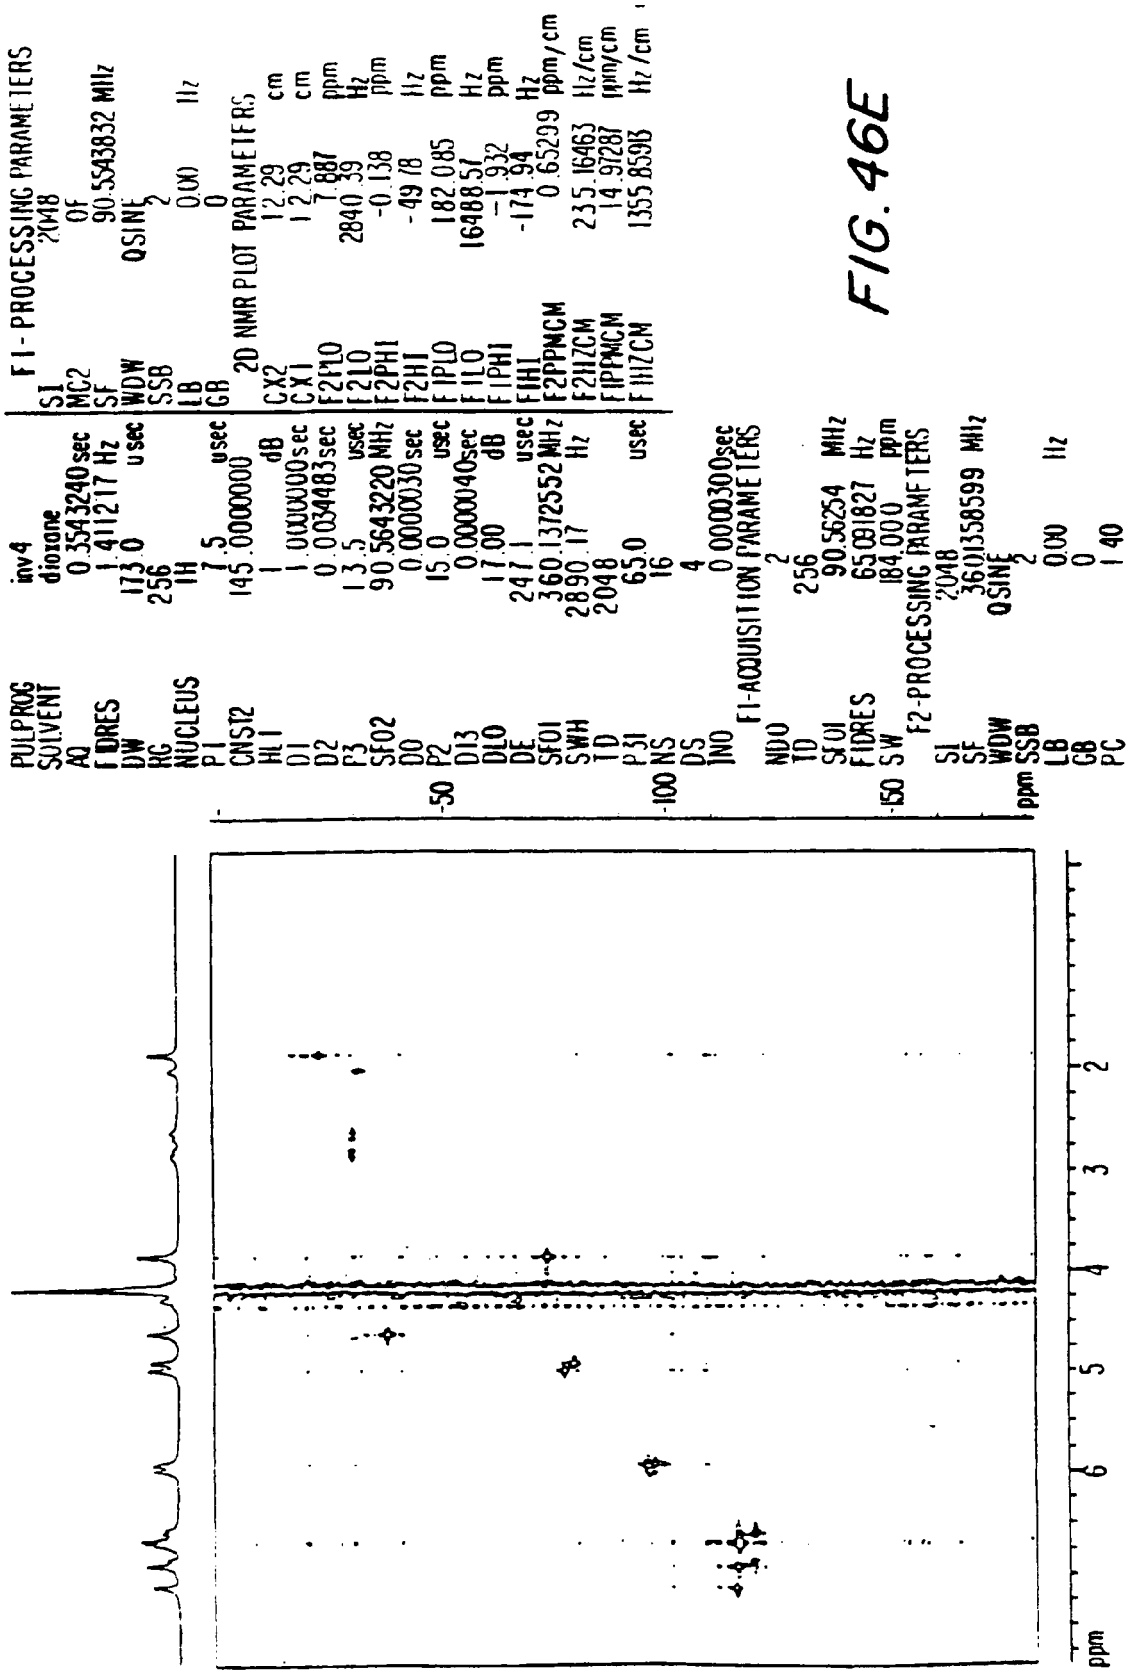 PULPROG inv4
SOLVENT dioxane
AQ 0.3543240 sec
FIDRES 1.411217 Hz
DW 173.0 usec
RG 256
NUCLEUS 1H
P1 7.5 usec
CNST2 145.0000000
HL1 1 dB
D1 1.0000000 sec
D2 0.0034483 sec
P3 13.5 usec
SFO2 90.5643220 MHz
D0 0.0000030 sec
P2 15.0 usec
D13 0.0000040 sec
DLO 17.00 dB
DE 247.1 usec
SFO1 360.1372552 MHz
SWH 2890.17 Hz
TD 2048
P31 65.0 usec
NS 16
DS 4
INO 0.0000300 sec
F1-ACQUISITION PARAMETERS
NDO 2
TD 256
SFO1 90.56254 MHz
FIDRES 65.091827 Hz
SW 184.000 ppm
F2-PROCESSING PARAMETERS
SI 2048
SF 360.1358599 MHz
WDW QSINE
SSB 2
LB 0.00 Hz
GB 0
PC 1.40
F1-PROCESSING PARAMETERS
SI 2048
MC2 QF
SF 90.5543832 MHz
WDW QSINE
SSB 2
LB 0.00 Hz
GB 0
2D NMR PLOT PARAMETERS
CX2 12.29 cm
CX1 12.29 cm
F2PLO 7.887 ppm
F2LO 2840.39 Hz
F2PHI -0.138 ppm
F2HI -49.78 Hz
F1PLO 182.085 ppm
F1LO 16488.57 Hz
F1PHI -1.932 ppm
F1HI -174.94 Hz
F2PPMCM 0.65299 ppm/cm
F2HZCM 235.16463 Hz/cm
F1PPMCM 14.97287 ppm/cm
F1HZCM 1355.85913 Hz/cm
-50
-100
-150
ppm
2
3
4
5
6
ppm
FIG. 46E